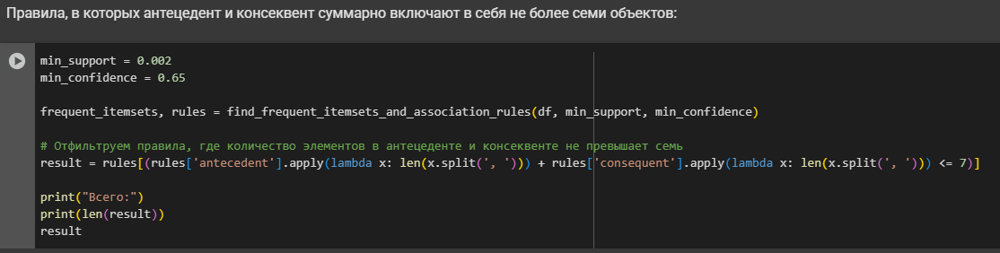 Правила, в которых антецедент и консеквент суммарно включают в себя не более семи объектов:
min_support = 0.002
min_confidence = 0.65
frequent_itemsets, rules = find_frequent_itemsets_and_association_rules(df, min_support, min_confidence)
# Отфильтруем правила, где количество элементов в антецеденте и консеквенте не превышает семь
result = rules[(rules['antecedent'].apply(lambda x: len(x.split(', '))) + rules['consequent'].apply(lambda x: len(x.split(', '))) <= 7)]
print("Всего:")
print(len(result))
result